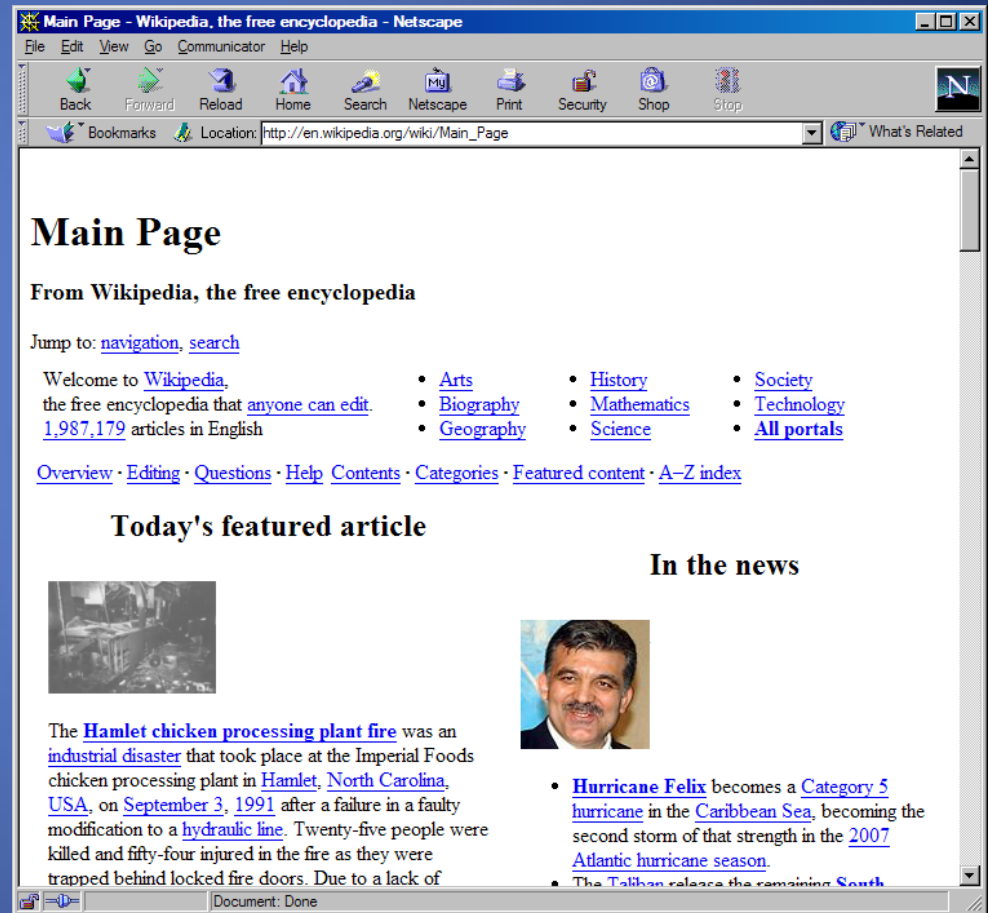 Main Page - Wikipedia, the free encyclopedia - Netscape
File Edit View Go Communicator Help
Back Forward Reload Home Search Netscape Print Security Shop Stop
My
N
Bookmarks Location: http://en.wikipedia.org/wiki/Main_Page What's Related
Main Page
From Wikipedia, the free encyclopedia
Jump to: navigation, search
Welcome to Wikipedia,
the free encyclopedia that anyone can edit.
1,987,179 articles in English
• Arts
• Biography
• Geography
• History
• Mathematics
• Science
• Society
• Technology
• All portals
Overview · Editing · Questions · Help Contents · Categories · Featured content · A–Z index
Today's featured article
The Hamlet chicken processing plant fire was an
industrial disaster that took place at the Imperial Foods
chicken processing plant in Hamlet, North Carolina,
USA, on September 3, 1991 after a failure in a faulty
modification to a hydraulic line. Twenty-five people were
killed and fifty-four injured in the fire as they were
trapped behind locked fire doors. Due to a lack of
In the news
• Hurricane Felix becomes a Category 5
hurricane in the Caribbean Sea, becoming the
second storm of that strength in the 2007
Atlantic hurricane season.
• The Taliban release the remaining South
Document: Done